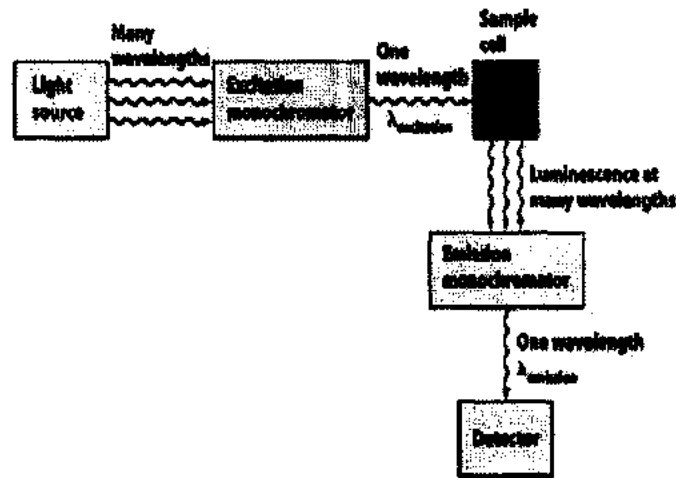 Many
wavelengths
Light
source
Excitation
monochromator
One
wavelength
λexcitation
Sample
cell
Luminescence at
many wavelengths
Emission
monochromator
One wavelength
λemission
Detector